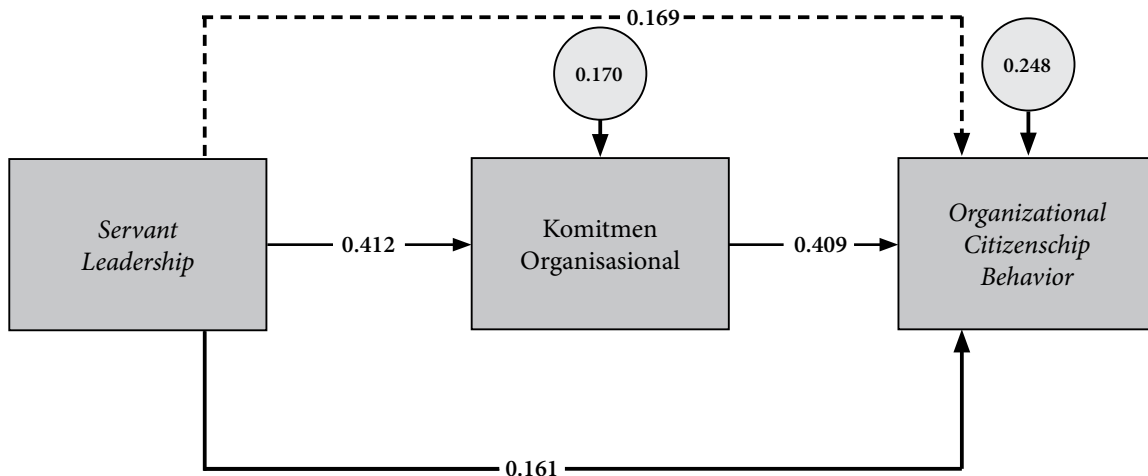 0.169
0.170
0.248
Servant
Leadership
0.412
Komitmen
Organisasional
0.409
Organizational
Citizenschip
Behavior
0.161